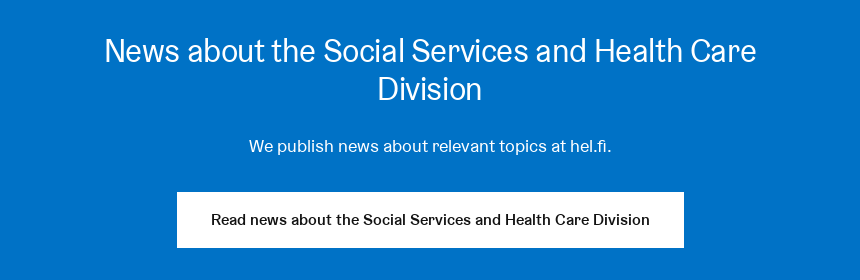 News about the Social Services and Health Care
Division
We publish news about relevant topics at hel.fi.
Read news about the Social Services and Health Care Division